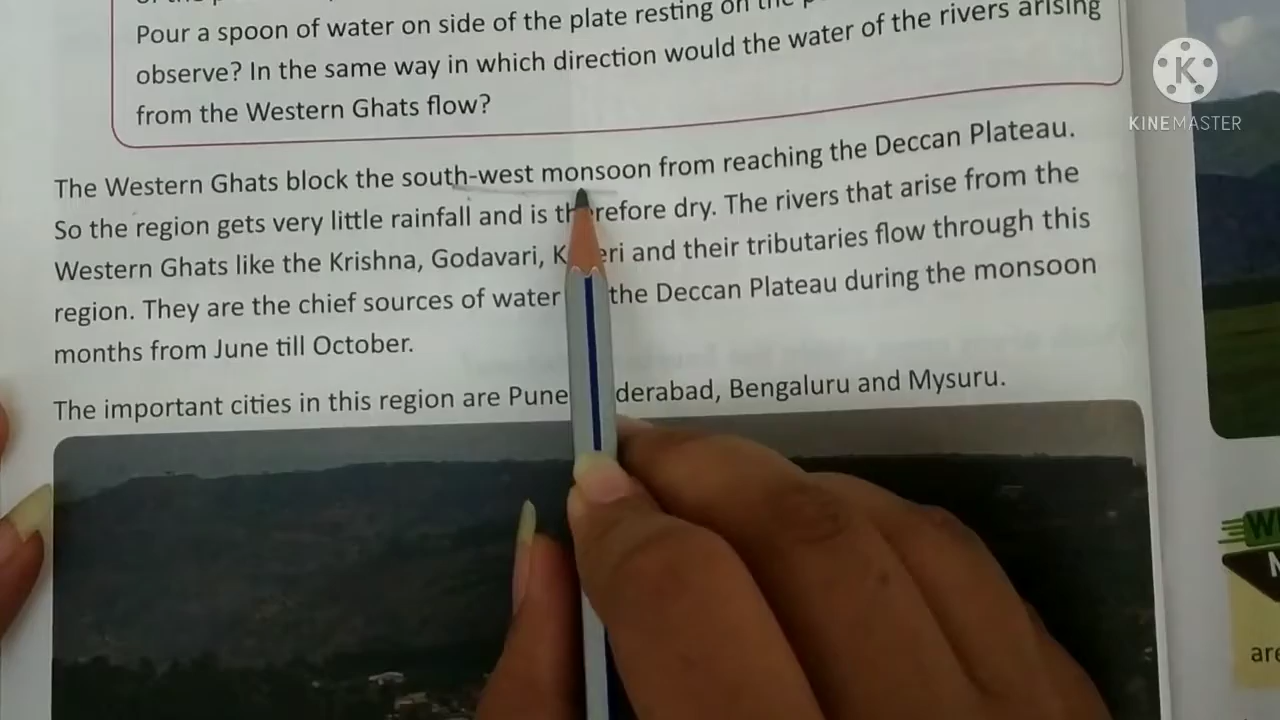 Pour a spoon of water on side of the plate resting on the
observe? In the same way in which direction would the water of the rivers arising
from the Western Ghats flow?
The Western Ghats block the south-west monsoon from reaching the Deccan Plateau.
So the region gets very little rainfall and is therefore dry. The rivers that arise from the
Western Ghats like the Krishna, Godavari, K eri and their tributaries flow through this
region. They are the chief sources of water the Deccan Plateau during the monsoon
months from June till October.
The important cities in this region are Pune derabad, Bengaluru and Mysuru.
K
KINEMASTER
are